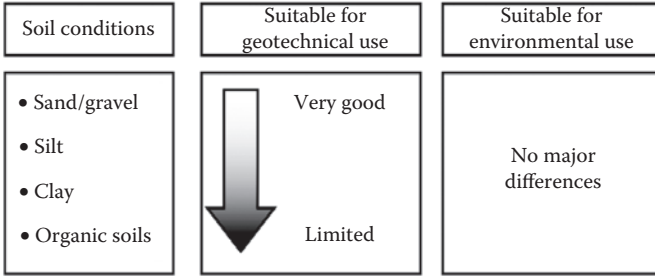 Soil conditions
Suitable for
geotechnical use
Suitable for
environmental use
• Sand/gravel
• Silt
• Clay
• Organic soils
Very good
Limited
No major
differences